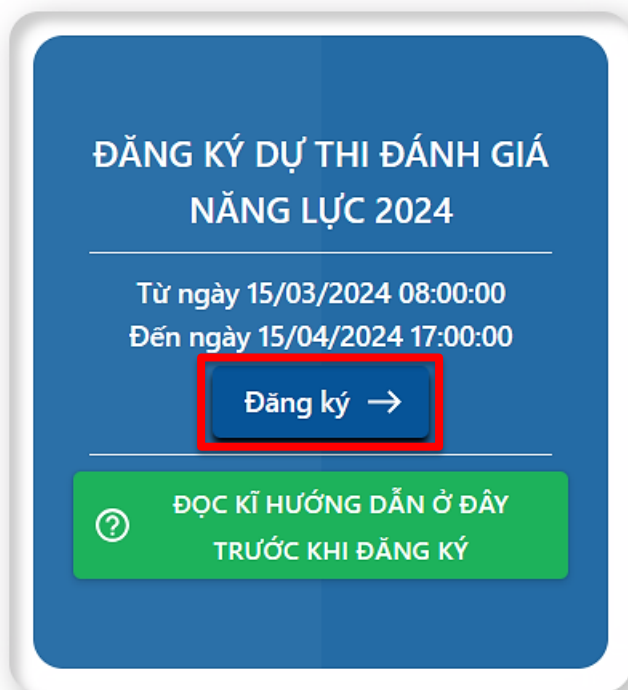 ĐĂNG KÝ DỰ THI ĐÁNH GIÁ
NĂNG LỰC 2024
Từ ngày 15/03/2024 08:00:00
Đến ngày 15/04/2024 17:00:00
Đăng ký →
ĐỌC KĨ HƯỚNG DẪN Ở ĐÂY
TRƯỚC KHI ĐĂNG KÝ